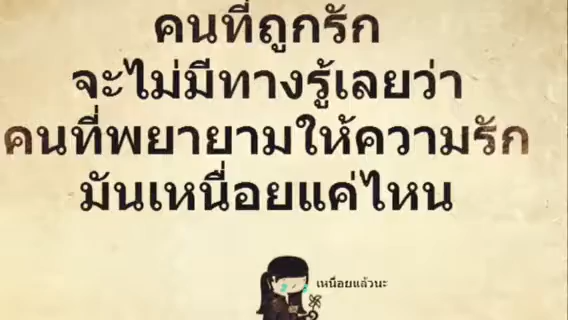 คนที่ถูกรัก
จะไม่มีทางรู้เลยว่า
คนที่พยายามให้ความรัก
มันเหนื่อยแค่ไหน
เหนื่อยแล้วนะ